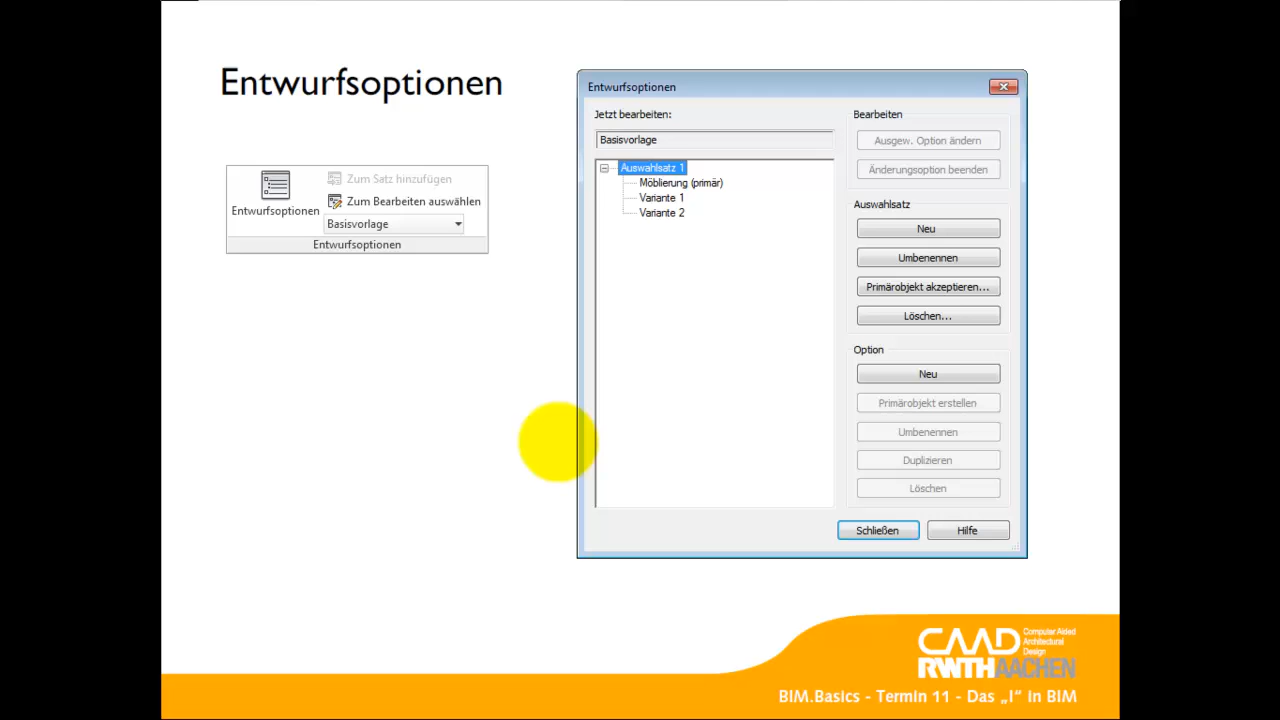 Entwurfsoptionen
Entwurfsoptionen
Zum Satz hinzufügen
Zum Bearbeiten auswählen
Basisvorlage
Entwurfsoptionen
Entwurfsoptionen
Jetzt bearbeiten:
Basisvorlage
Auswahlsatz 1
Möblierung (primär)
Variante 1
Variante 2
Bearbeiten
Ausgew. Option ändern
Änderungsoption beenden
Auswahlsatz
Neu
Umbenennen
Primärobjekt akzeptieren...
Löschen...
Option
Neu
Primärobjekt erstellen
Umbenennen
Duplizieren
Löschen
Schließen
Hilfe
CAAD
Computer Aided
Architectural
Design
RWTHAACHEN
BIM.Basics - Termin 11 - Das „I“ in BIM